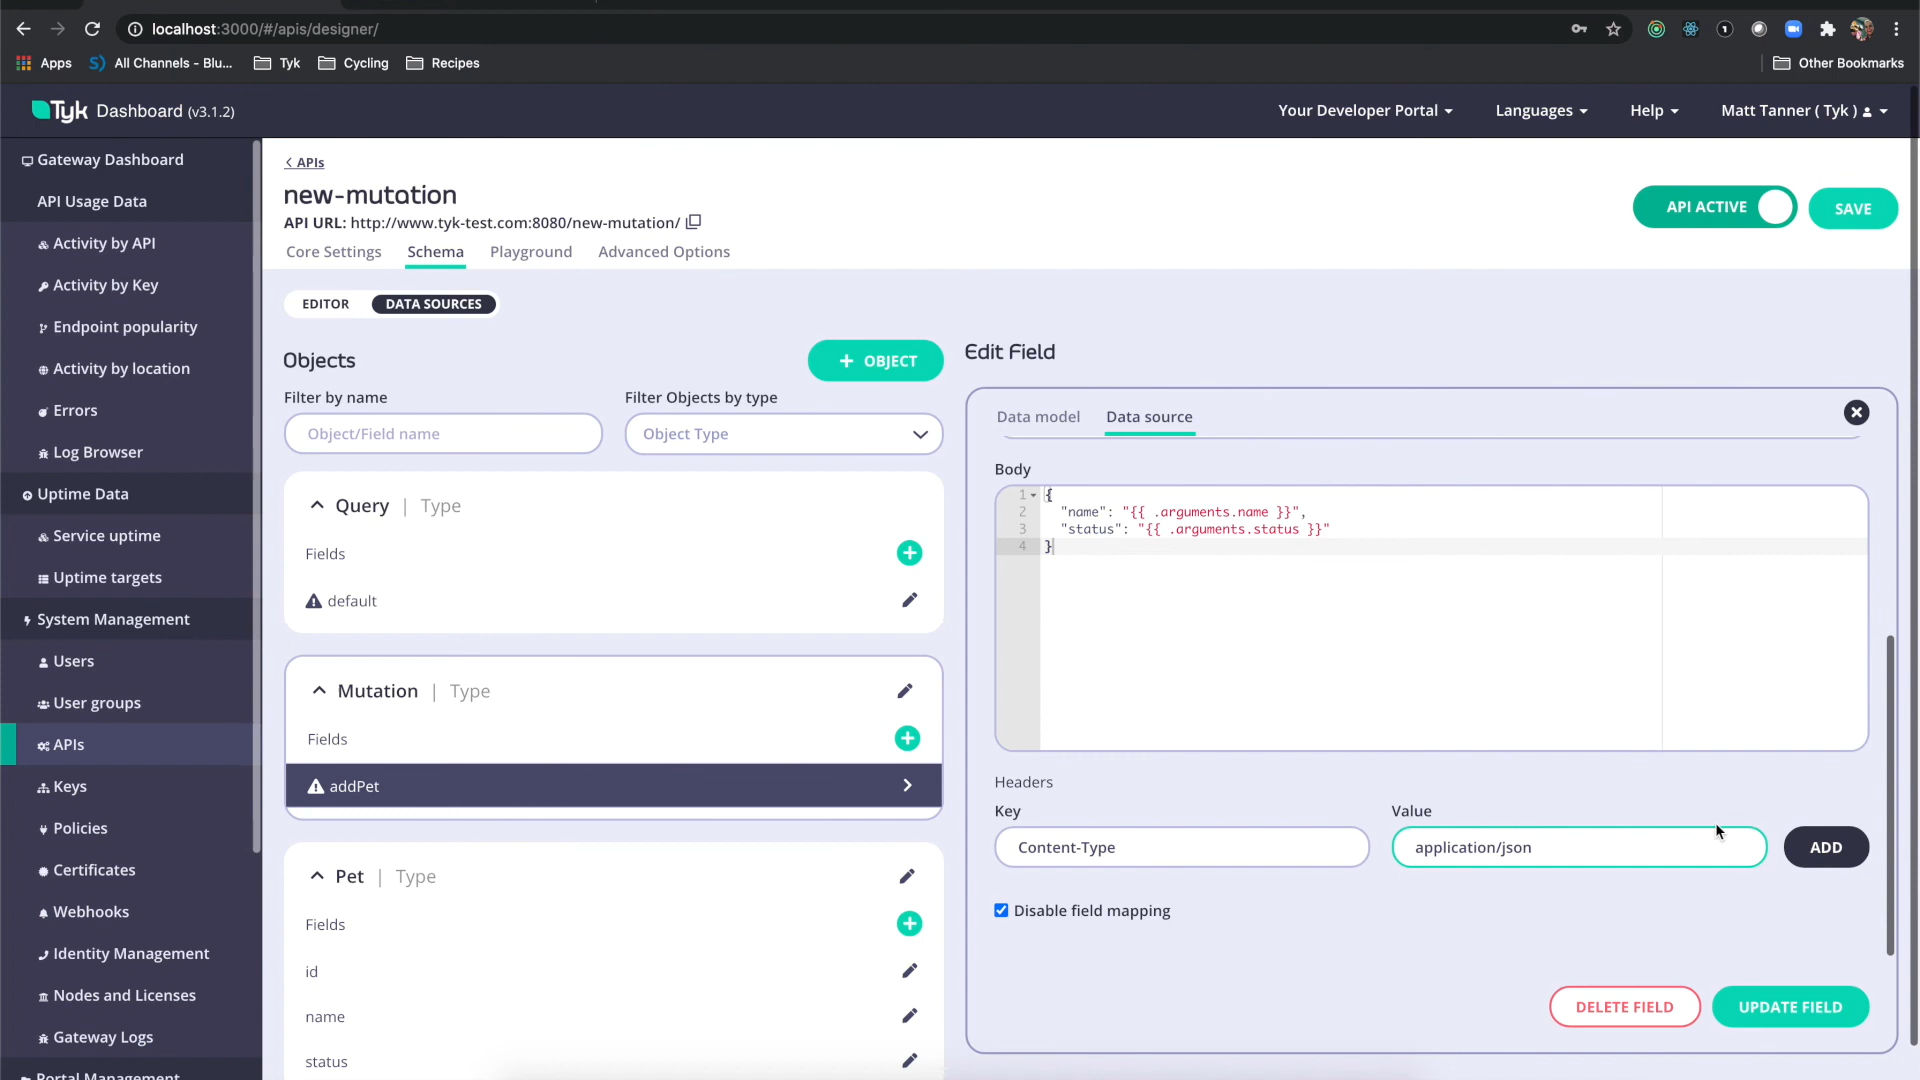 localhost:3000/#/apis/designer/
Apps
All Channels - Blu...
Tyk
Cycling
Recipes
Other Bookmarks
Tyk Dashboard (v3.1.2)
Your Developer Portal
Languages
Help
Matt Tanner ( Tyk )
Gateway Dashboard
API Usage Data
Activity by API
Activity by Key
Endpoint popularity
Activity by location
Errors
Log Browser
Uptime Data
Service uptime
Uptime targets
System Management
Users
User groups
APIs
Keys
Policies
Certificates
Webhooks
Identity Management
Nodes and Licenses
Gateway Logs
Portal Management
< APIs
new-mutation
API URL: http://www.tyk-test.com:8080/new-mutation/
API ACTIVE
SAVE
Core Settings
Schema
Playground
Advanced Options
EDITOR
DATA SOURCES
Objects
+ OBJECT
Filter by name
Object/Field name
Filter Objects by type
Object Type
Query | Type
Fields
default
Mutation | Type
Fields
addPet
Pet | Type
Fields
id
name
status
Edit Field
Data model
Data source
Body
1 {
2 "name": "{{ .arguments.name }}",
3 "status": "{{ .arguments.status }}"
4 }
Headers
Key
Value
Content-Type
application/json
ADD
Disable field mapping
DELETE FIELD
UPDATE FIELD